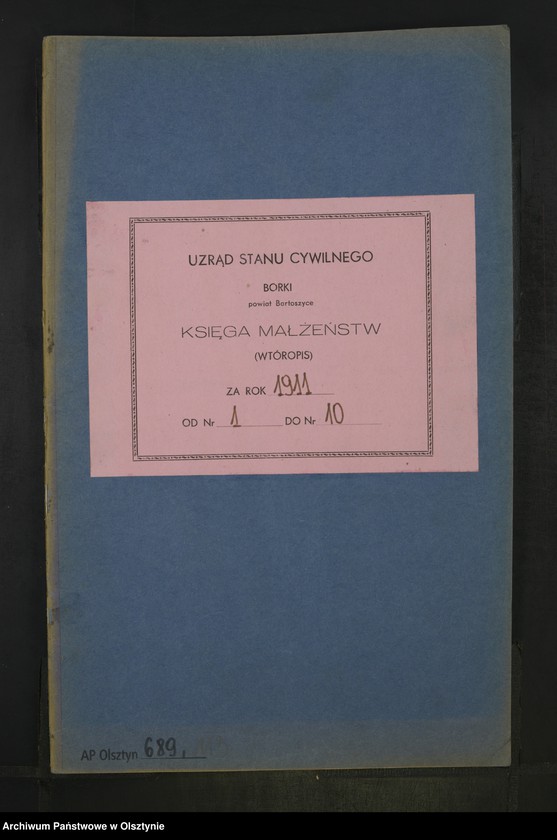 UZRĄD STANU CYWILNEGO
BORKI
powiat Bartoszyce
KSIĘGA MAŁŻEŃSTW
(WTÓROPIS)
ZA ROK 1911
OD Nr 1 DO Nr 10
AP Olsztyn 689,
Archiwum Państwowe w Olsztynie